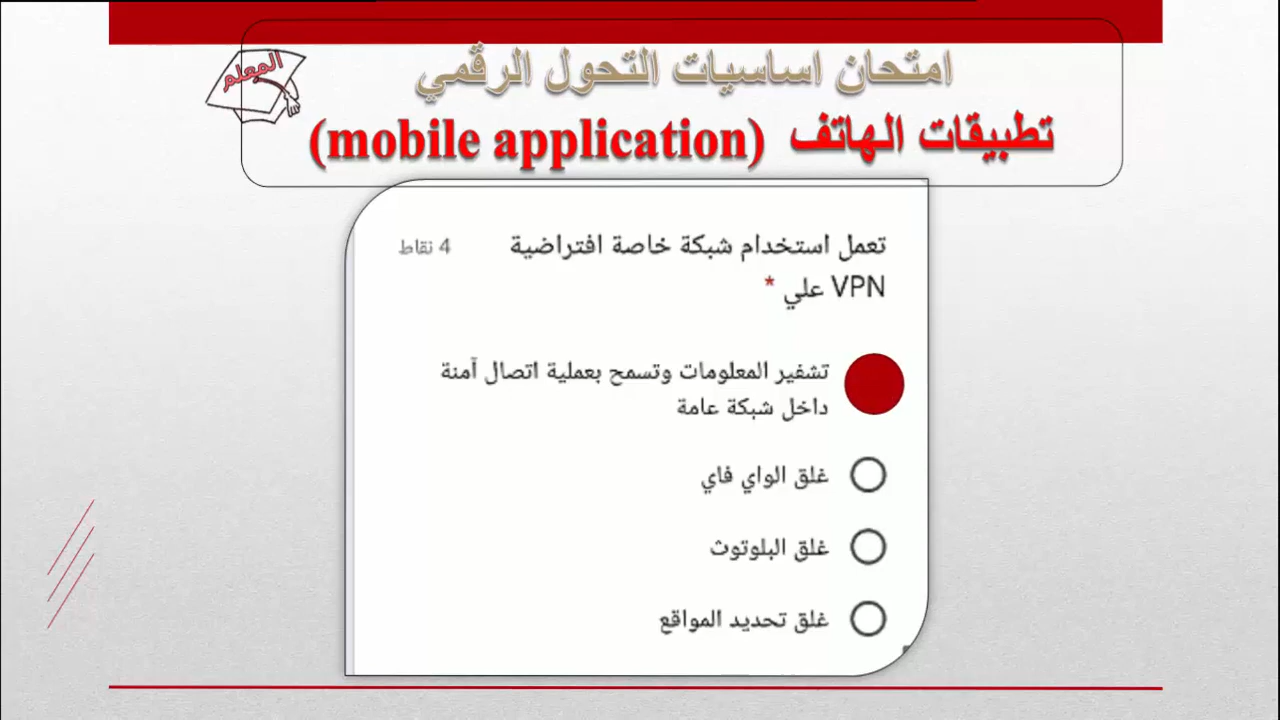 المعلم
امتحان اساسيات التحول الرقمي
تطبيقات الهاتف (mobile application)
تعمل استخدام شبكة خاصة افتراضية 4 نقاط
VPN علي *
تشفير المعلومات وتسمح بعملية اتصال آمنة
داخل شبكة عامة
غلق الواي فاي
غلق البلوتوث
غلق تحديد المواقع